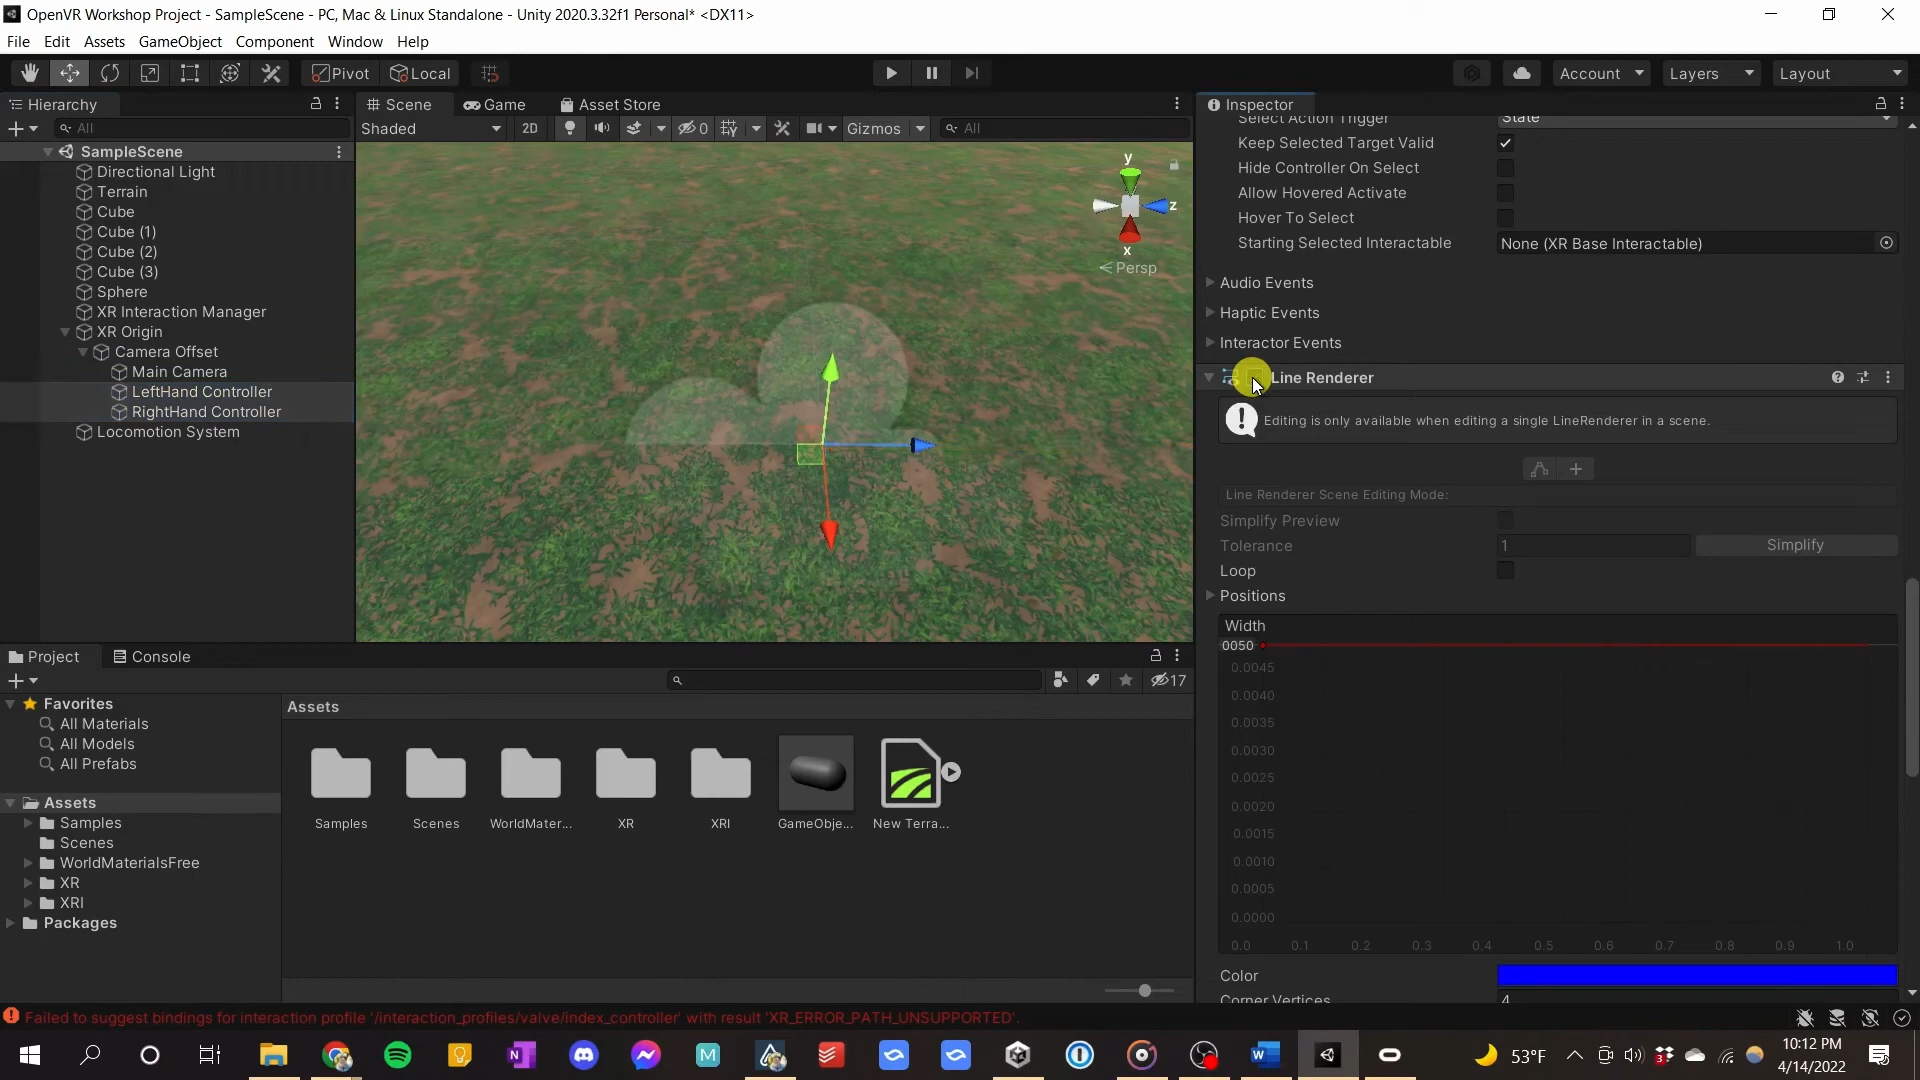 OpenVR Workshop Project - SampleScene - PC, Mac & Linux Standalone - Unity 2020.3.32f1 Personal* <DX11>
File Edit Assets GameObject Component Window Help
Pivot Local Account Layers Layout
Hierarchy Scene Game Asset Store Inspector
All Shaded 2D 0 Gizmos All
SampleScene
Directional Light
Terrain
Cube
Cube (1)
Cube (2)
Cube (3)
Sphere
XR Interaction Manager
XR Origin
Camera Offset
Main Camera
LeftHand Controller
RightHand Controller
Locomotion System
y
z
x
Persp
Select Action Trigger State
Keep Selected Target Valid
Hide Controller On Select
Allow Hovered Activate
Hover To Select
Starting Selected Interactable None (XR Base Interactable)
Audio Events
Haptic Events
Interactor Events
Line Renderer
Editing is only available when editing a single LineRenderer in a scene.
Line Renderer Scene Editing Mode:
Simplify Preview
Tolerance 1 Simplify
Loop
Positions
Width
0050
0.0045
0.0040
0.0035
0.0030
0.0025
0.0020
0.0015
0.0010
0.0005
0.0000
0.0 0.1 0.2 0.3 0.4 0.5 0.6 0.7 0.8 0.9 1.0
Color
Corner Vertices 4
Project Console
17
Favorites
All Materials
All Models
All Prefabs
Assets
Samples
Scenes
WorldMaterialsFree
XR
XRI
Packages
Assets
Samples Scenes WorldMater... XR XRI GameObje... New Terra...
Failed to suggest bindings for interaction profile '/interaction_profiles/valve/index_controller' with result 'XR_ERROR_PATH_UNSUPPORTED'.
53°F
10:12 PM
4/14/2022